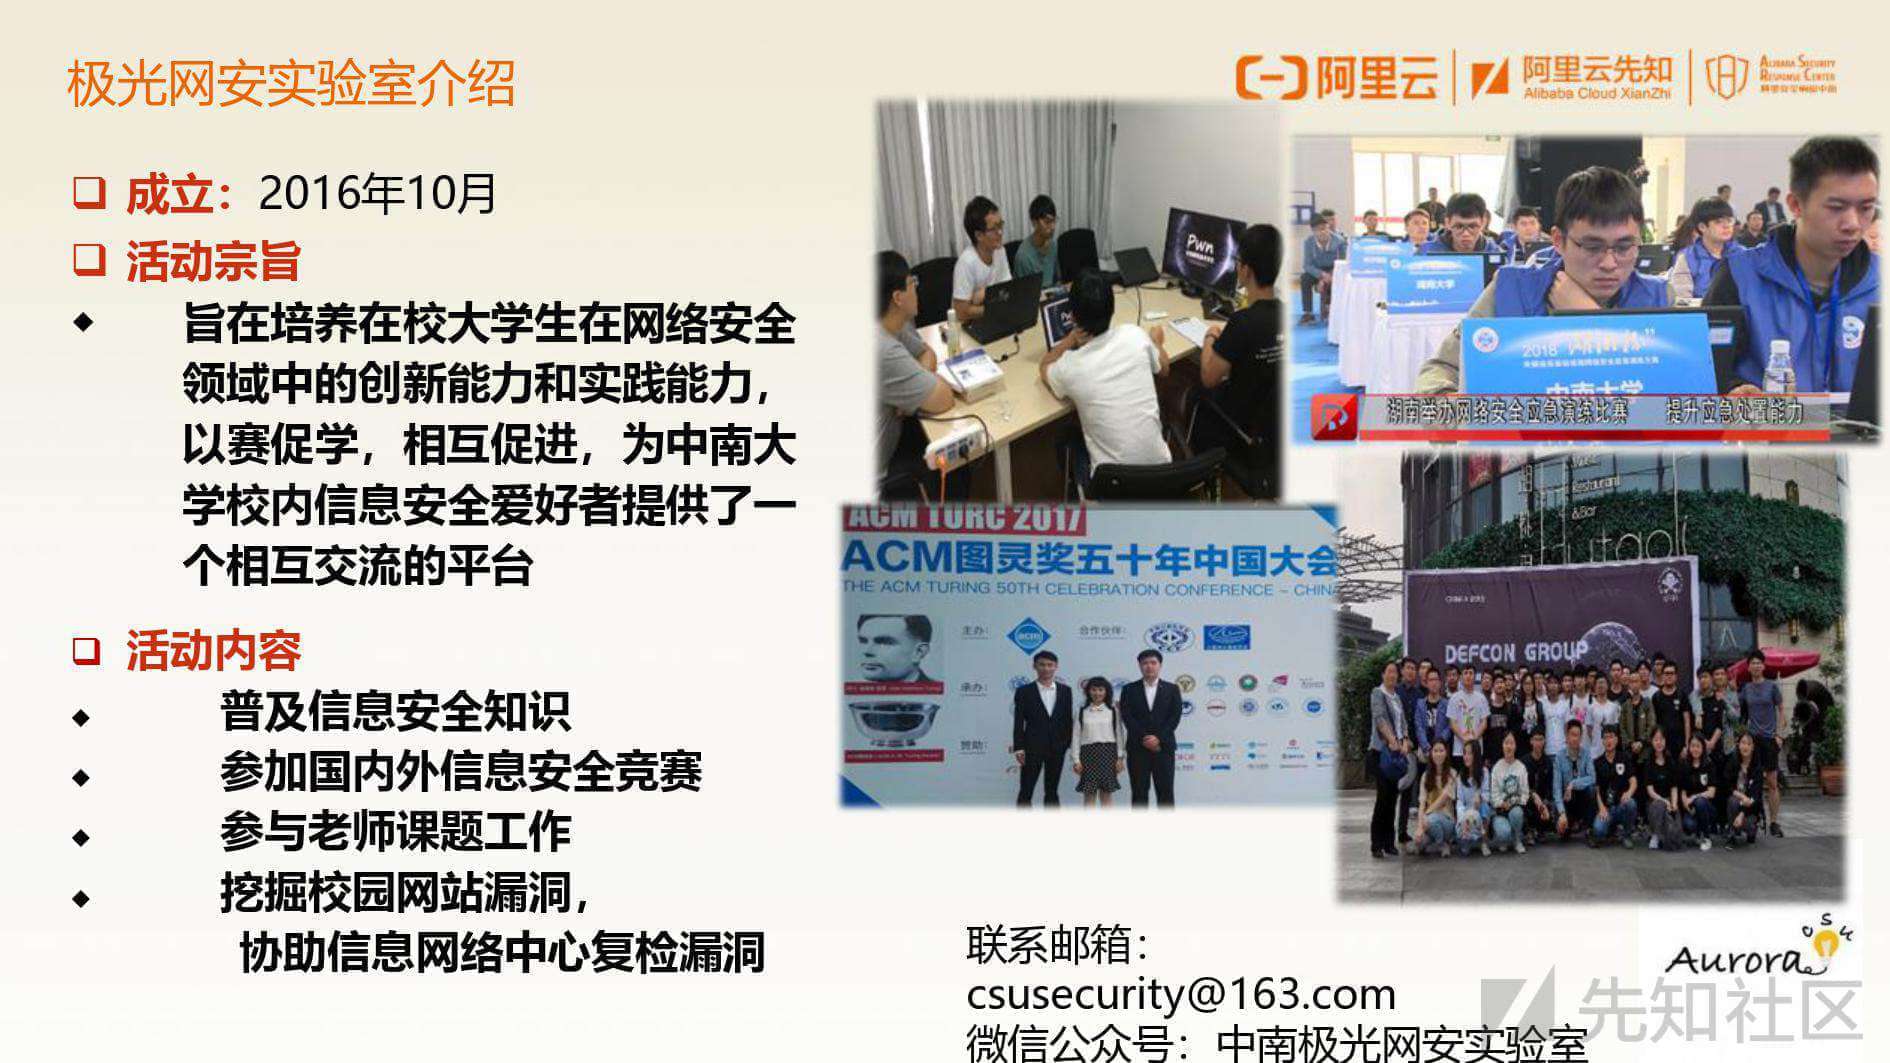 极光网安实验室介绍
阿里云
阿里云先知
Alibaba Cloud XianZhi
ALIBABA SECURITY
RESPONSE CENTER
成立：2016年10月
活动宗旨
旨在培养在校大学生在网络安全
领域中的创新能力和实践能力，
以赛促学，相互促进，为中南大
学校内信息安全爱好者提供了一
个相互交流的平台
活动内容
普及信息安全知识
参加国内外信息安全竞赛
参与老师课题工作
挖掘校园网站漏洞，
协助信息网络中心复检漏洞
Pwn
2018
中南大学
湖南举办网络安全应急演练比赛 提升应急处置能力
ACM TURC 2017
ACM图灵奖五十年中国大会
THE ACM TURING 50TH CELEBRATION CONFERENCE - CHINA
主办：
acm
合作伙伴：
承办：
赞助：
Restaurant
&Bar
DEFCON GROUP
联系邮箱：
csusecurity@163.com
微信公众号：中南极光网安实验室
Aurora csu
先知社区